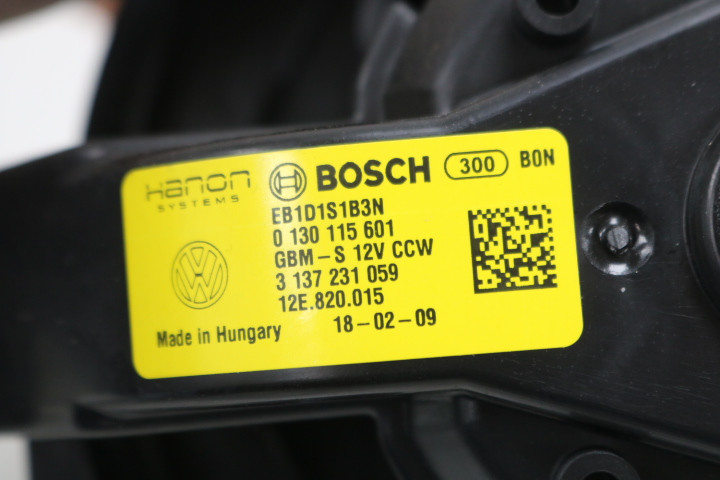 Hanon SYSTEMS BOSCH 300 BON
EB1D1S1B3N
0 130 115 601
GBM-S 12V CCW
3 137 231 059
12E.820.015
Made in Hungary 18-02-09